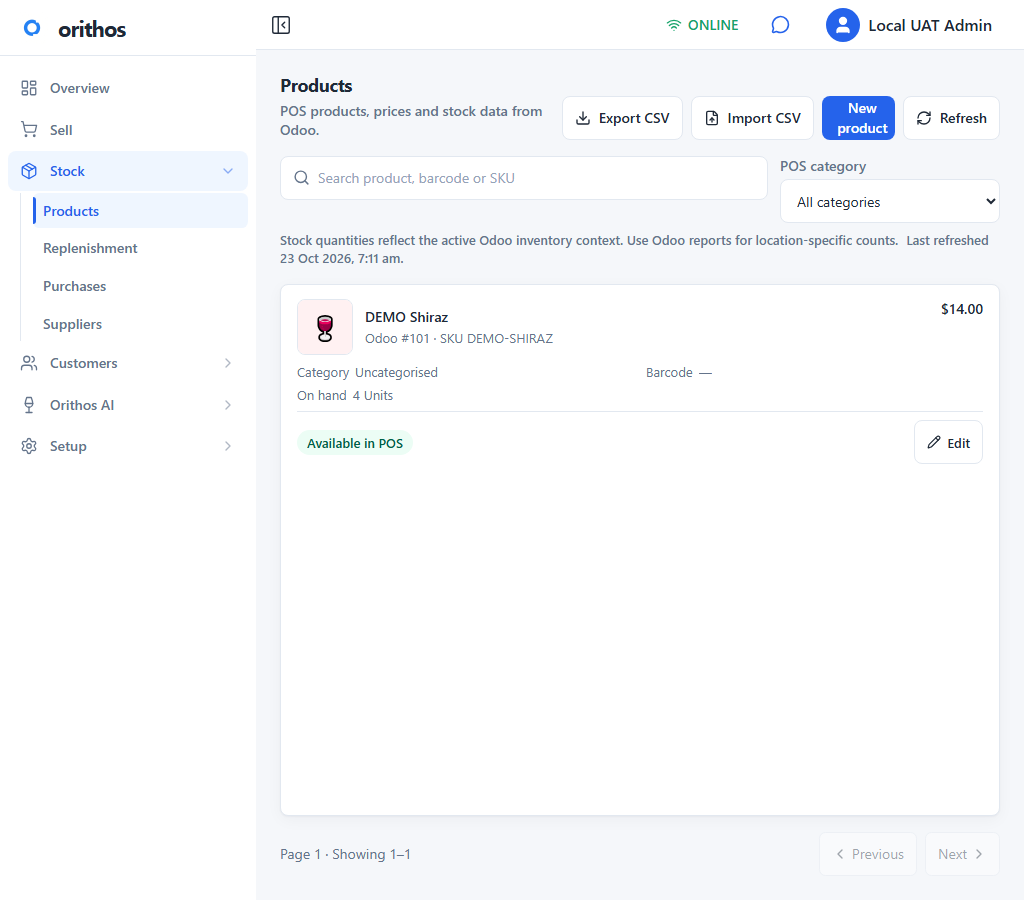 orithos
ONLINE
Local UAT Admin
Overview
Sell
Stock
Products
Replenishment
Purchases
Suppliers
Customers
Orithos AI
Setup
Products
POS products, prices and stock data from
Odoo.
Export CSV
Import CSV
New
product
Refresh
Search product, barcode or SKU
POS category
All categories
Stock quantities reflect the active Odoo inventory context. Use Odoo reports for location-specific counts. Last refreshed
23 Oct 2026, 7:11 am.
DEMO Shiraz
$14.00
Odoo #101 · SKU DEMO-SHIRAZ
Category Uncategorised
Barcode —
On hand 4 Units
Available in POS
Edit
Page 1 · Showing 1–1
Previous
Next